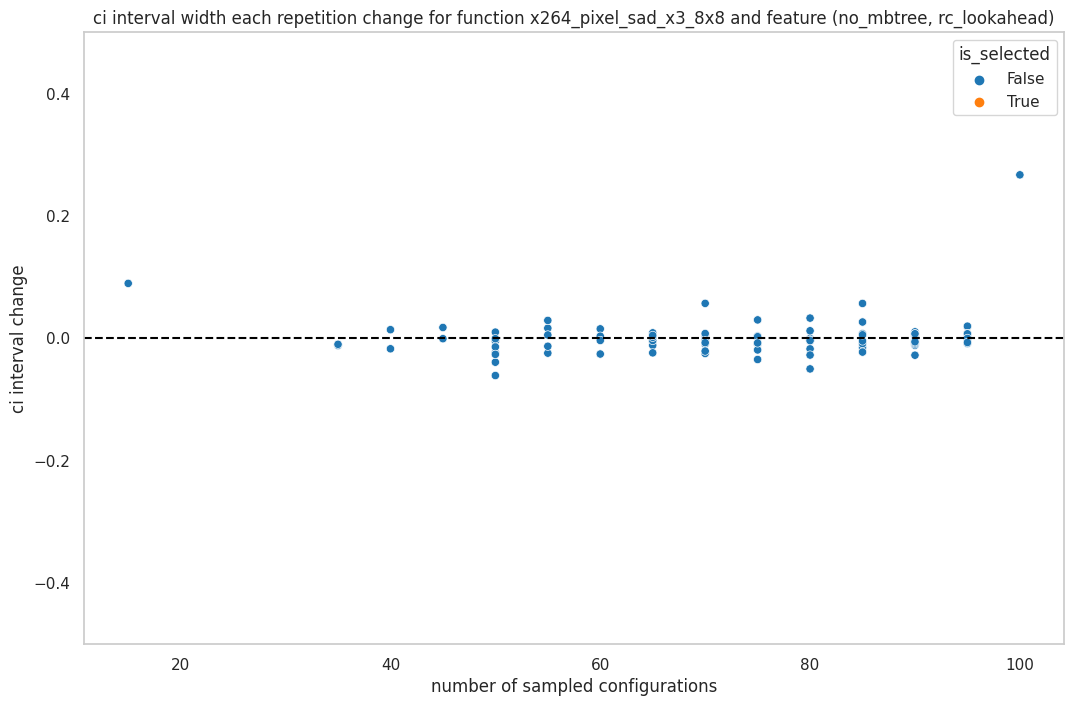 ci interval width each repetition change for function x264_pixel_sad_x3_8x8 and feature (no_mbtree, rc_lookahead)
is_selected
False
True
ci interval change
0.4
0.2
0.0
−0.2
−0.4
20 40 60 80 100
number of sampled configurations